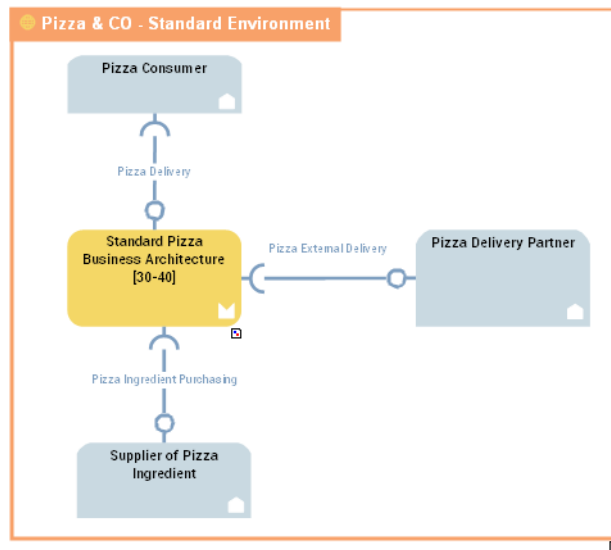 Pizza & CO - Standard Environment
Pizza Consumer
Pizza Delivery
Standard Pizza
Business Architecture
[30-40]
Pizza External Delivery
Pizza Delivery Partner
Pizza Ingredient Purchasing
Supplier of Pizza
Ingredient